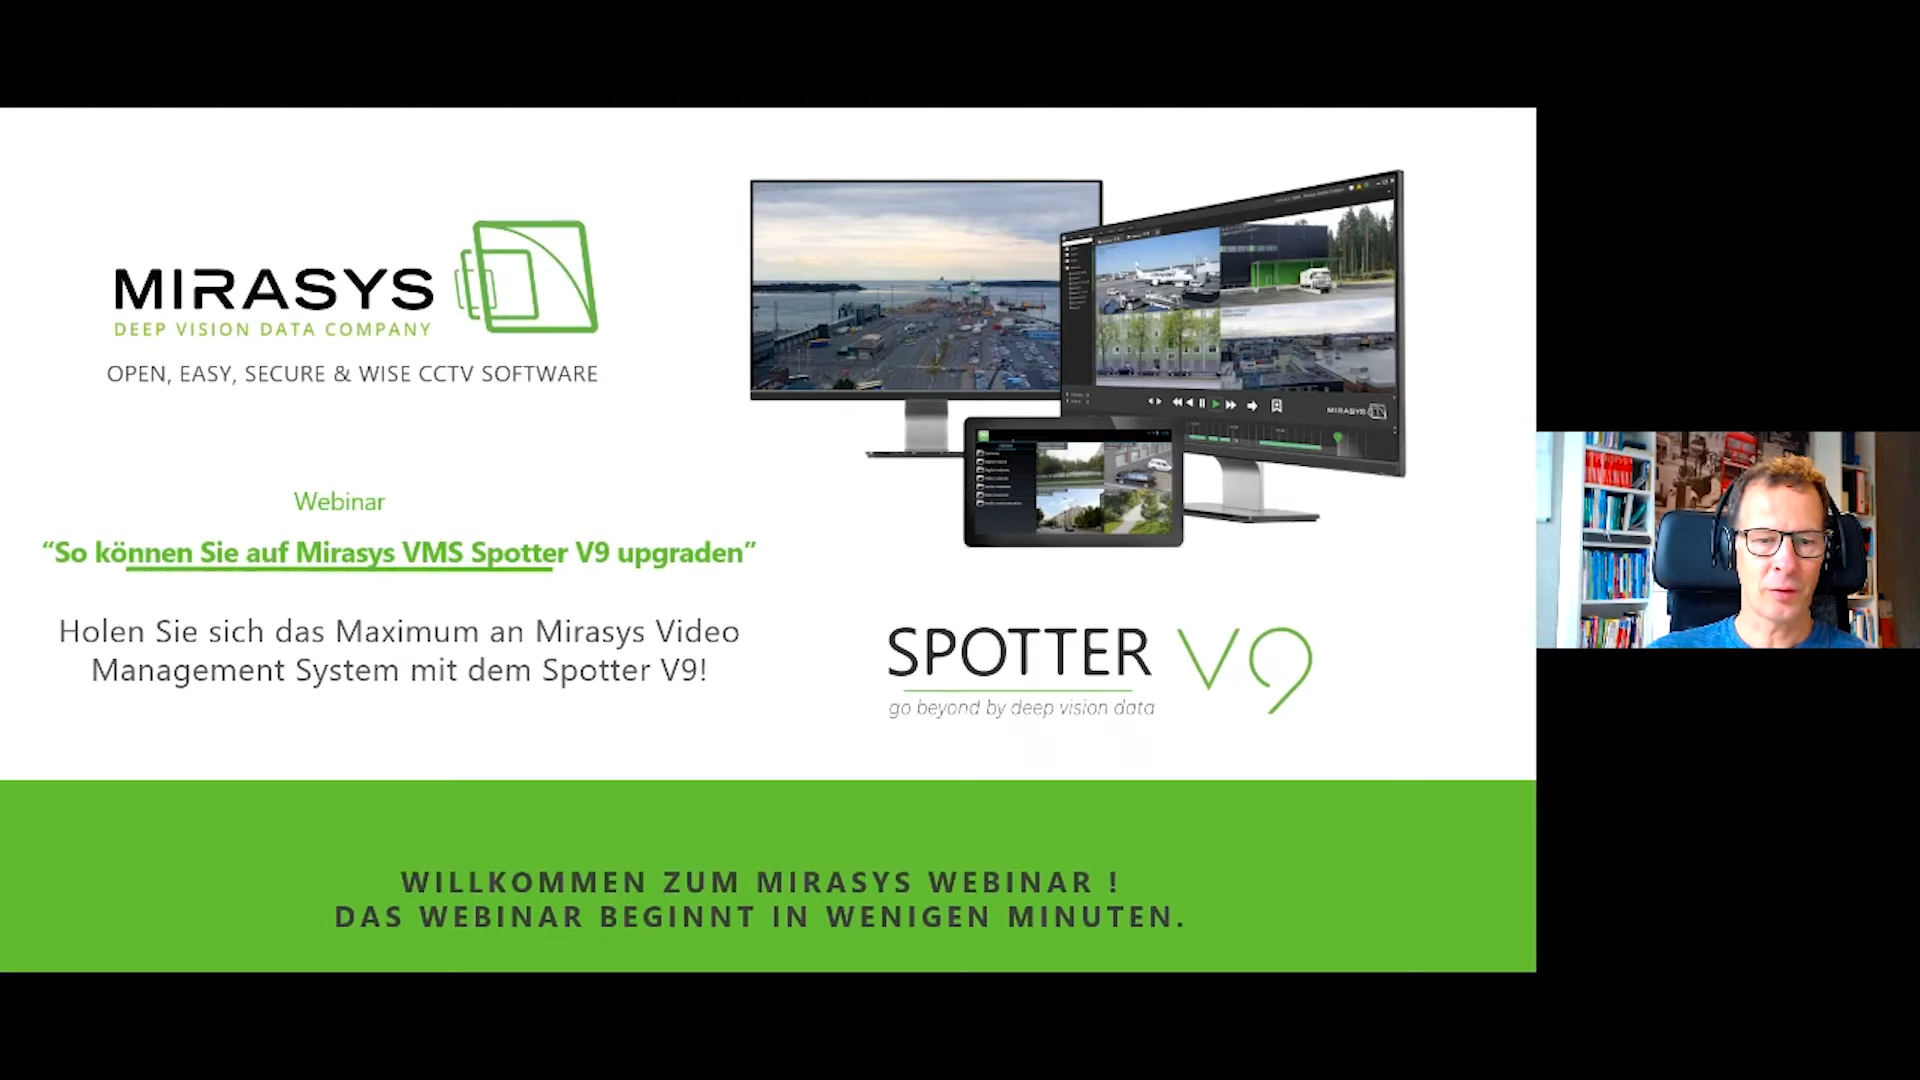 MIRASYS
DEEP VISION DATA COMPANY
OPEN, EASY, SECURE & WISE CCTV SOFTWARE
Webinar
“So können Sie auf Mirasys VMS Spotter V9 upgraden”
Holen Sie sich das Maximum an Mirasys Video
Management System mit dem Spotter V9!
MIRASYS
SPOTTER V9
go beyond by deep vision data
WILLKOMMEN ZUM MIRASYS WEBINAR !
DAS WEBINAR BEGINNT IN WENIGEN MINUTEN.